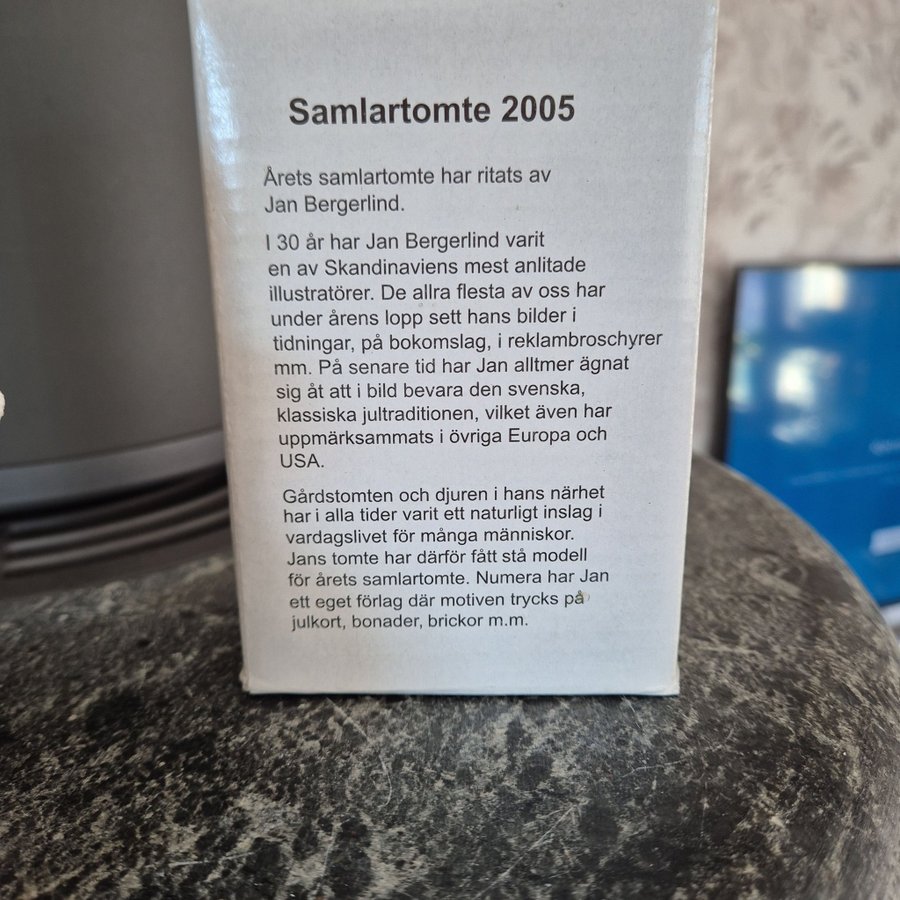 Samlartomte 2005
Årets samlartomte har ritats av
Jan Bergerlind.
I 30 år har Jan Bergerlind varit
en av Skandinaviens mest anlitade
illustratörer. De allra flesta av oss har
under årens lopp sett hans bilder i
tidningar, på bokomslag, i reklambroschyrer
mm. På senare tid har Jan alltmer ägnat
sig åt att i bild bevara den svenska,
klassiska jultraditionen, vilket även har
uppmärksammats i övriga Europa och
USA.
Gårdstomten och djuren i hans närhet
har i alla tider varit ett naturligt inslag i
vardagslivet för många människor.
Jans tomte har därför fått stå modell
för årets samlartomte. Numera har Jan
ett eget förlag där motiven trycks på
julkort, bonader, brickor m.m.